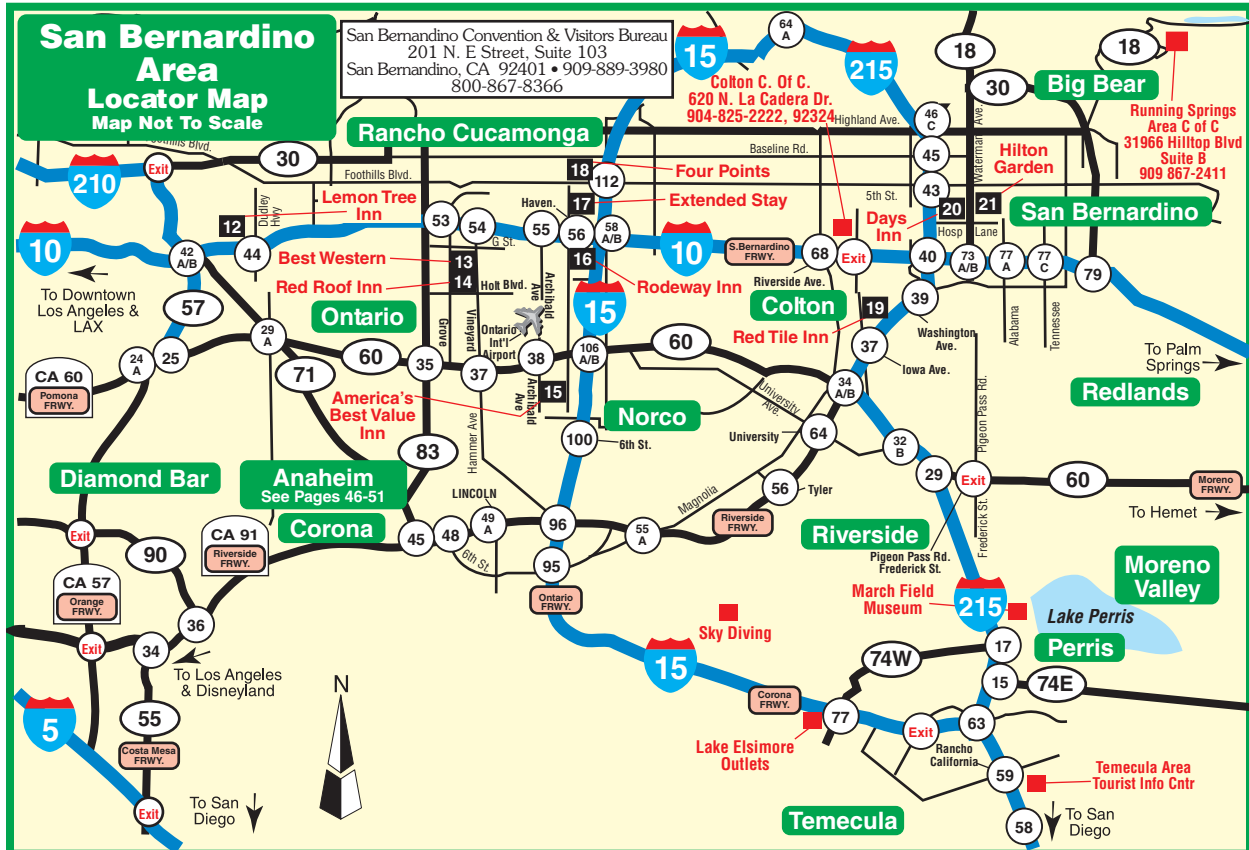 San Bernardino
Area
Locator Map
Map Not To Scale
San Bernandino Convention & Visitors Bureau
201 N. E Street, Suite 103
San Bernandino, CA 92401 • 909-889-3980
800-867-8366
15
64
A
215
18
30
18
Big Bear
Running Springs
Area C of C
31966 Hilltop Blvd
Suite B
909 867-2411
Colton C. Of C.
620 N. La Cadera Dr.
904-825-2222, 92324
Rancho Cucamonga
Highland Ave.
46
C
Waterman Ave.
Baseline Rd.
45
Hilton
Garden
Foothills Blvd.
30
Exit
210
Foothills Blvd.
18
Four Points
112
43
5th St.
Lemon Tree
Inn
12
Dudley
Hwy
53
54
Haven.
17
Extended Stay
Days
Inn
20
21
San Bernardino
Hosp
Lane
10
42
A/B
44
G St.
55
56
58
A/B
10
S.Bernardino
FRWY.
68
Exit
40
73
A/B
77
A
77
C
79
Riverside Ave.
Best Western
13
16
Rodeway Inn
Red Roof Inn
14
Holt Blvd.
Archibald
Ave
Colton
39
To Downtown
Los Angeles &
LAX
57
Ontario
Grove
Vineyard
Ontario
Int'l
Airport
15
19
Red Tile Inn
Washington
Ave.
Alabama
Tennessee
29
A
60
35
37
38
106
A/B
60
37
Iowa Ave.
To Palm
Springs
24
A
25
71
CA 60
Pomona
FRWY.
Redlands
America's
Best Value
Inn
15
Archibald
Ave
34
A/B
University
Ave.
Pigeon Pass Rd.
Norco
Hammer Ave
83
100
6th St.
University
64
32
B
Diamond Bar
Anaheim
See Pages 46-51
Corona
29
Exit
60
Moreno
FRWY.
To Hemet
LINCOLN
49
A
Magnolia
56
Tyler
Riverside
FRWY.
Frederick St.
Exit
90
CA 91
Riverside
FRWY.
45
48
96
55
A
Riverside
Pigeon Pass Rd.
Frederick St.
6th St.
95
Moreno
Valley
CA 57
Orange
FRWY.
Ontario
FRWY.
March Field
Museum
215
Lake Perris
36
Sky Diving
Exit
34
To Los Angeles
& Disneyland
17
Perris
74W
15
74E
15
N
5
55
Corona
FRWY.
77
Exit
63
Costa Mesa
FRWY.
Lake Elsimore
Outlets
Rancho
California
59
Temecula Area
Tourist Info Cntr
Exit
To San
Diego
Temecula
58
To San
Diego